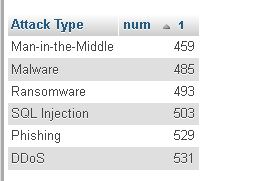 Attack Type num 1
Man-in-the-Middle 459
Malware 485
Ransomware 493
SQL Injection 503
Phishing 529
DDoS 531